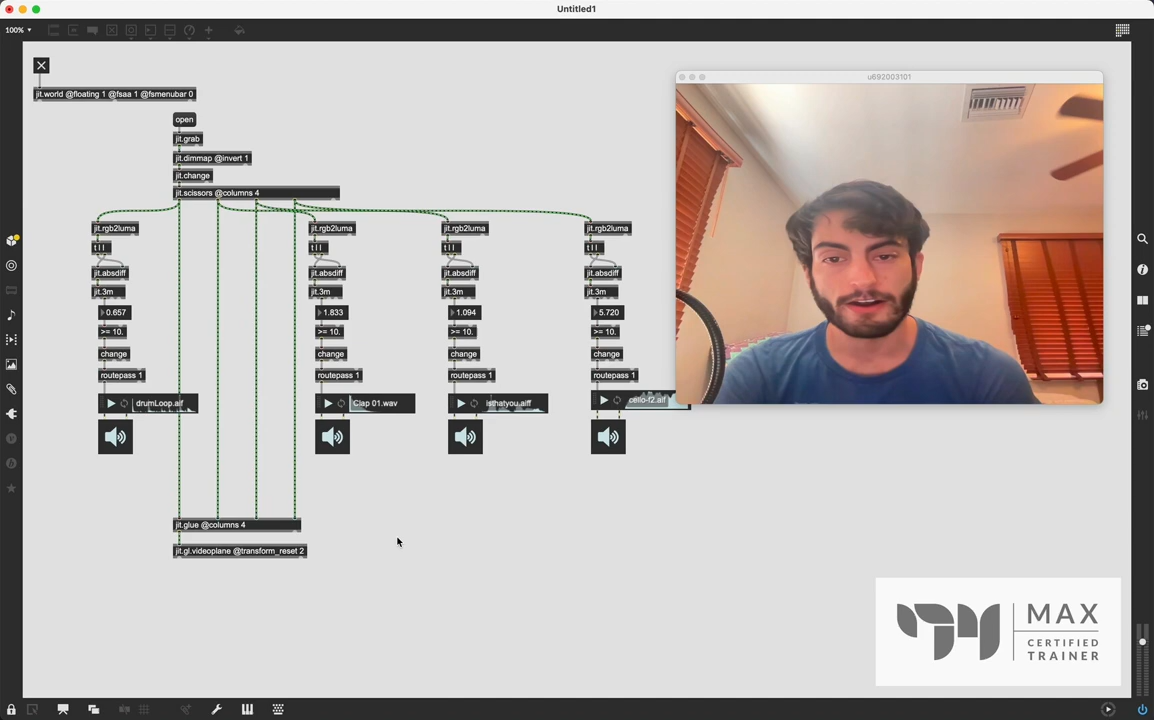 Untitled1
100%
u692003101
jit.world @floating 1 @fsaa 1 @fsmenubar 0
open
jit.grab
jit.dimmap @invert 1
jit.change
jit.scissors @columns 4
jit.rgb2luma jit.rgb2luma jit.rgb2luma jit.rgb2luma
t l l t l l t l l t l l
jit.absdiff jit.absdiff jit.absdiff jit.absdiff
jit.3m jit.3m jit.3m jit.3m
0.657 1.833 1.094 5.720
>= 10. >= 10. >= 10. >= 10.
change change change change
routepass 1 routepass 1 routepass 1 routepass 1
drumLoop.aif Clap 01.wav isthatyou.aiff cello-f2.aif
jit.glue @columns 4
jit.gl.videoplane @transform_reset 2
MAX
CERTIFIED
TRAINER